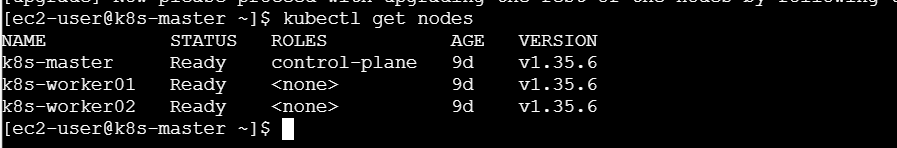 [upgrade] Now please proceed with upgrading the rest of the nodes by following
[ec2-user@k8s-master ~]$ kubectl get nodes
NAME           STATUS   ROLES           AGE   VERSION
k8s-master     Ready    control-plane   9d    v1.35.6
k8s-worker01   Ready    <none>          9d    v1.35.6
k8s-worker02   Ready    <none>          9d    v1.35.6
[ec2-user@k8s-master ~]$